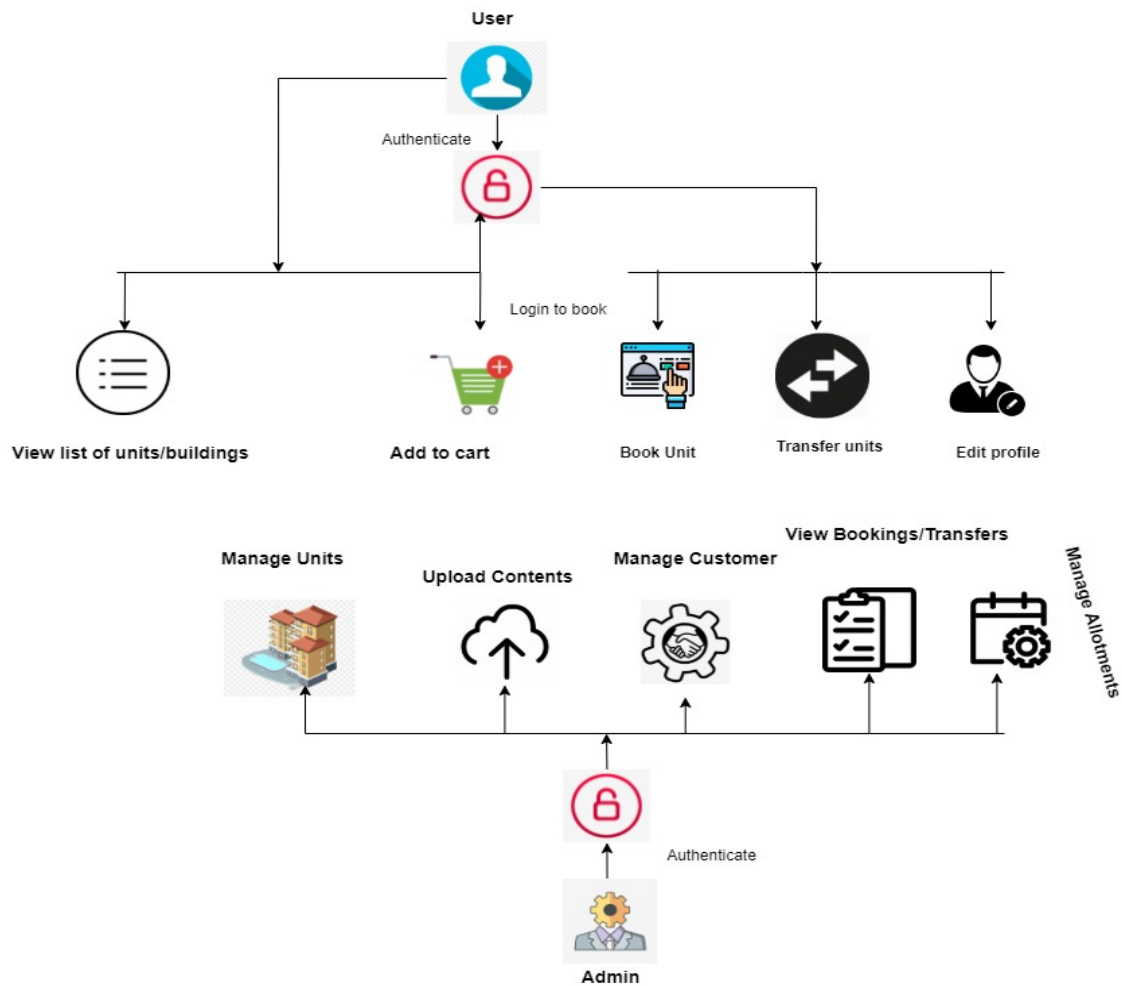 User
Authenticate
Login to book
View list of units/buildings
Add to cart
Book Unit
Transfer units
Edit profile
View Bookings/Transfers
Manage Units
Upload Contents
Manage Customer
Manage Allotments
Authenticate
Admin